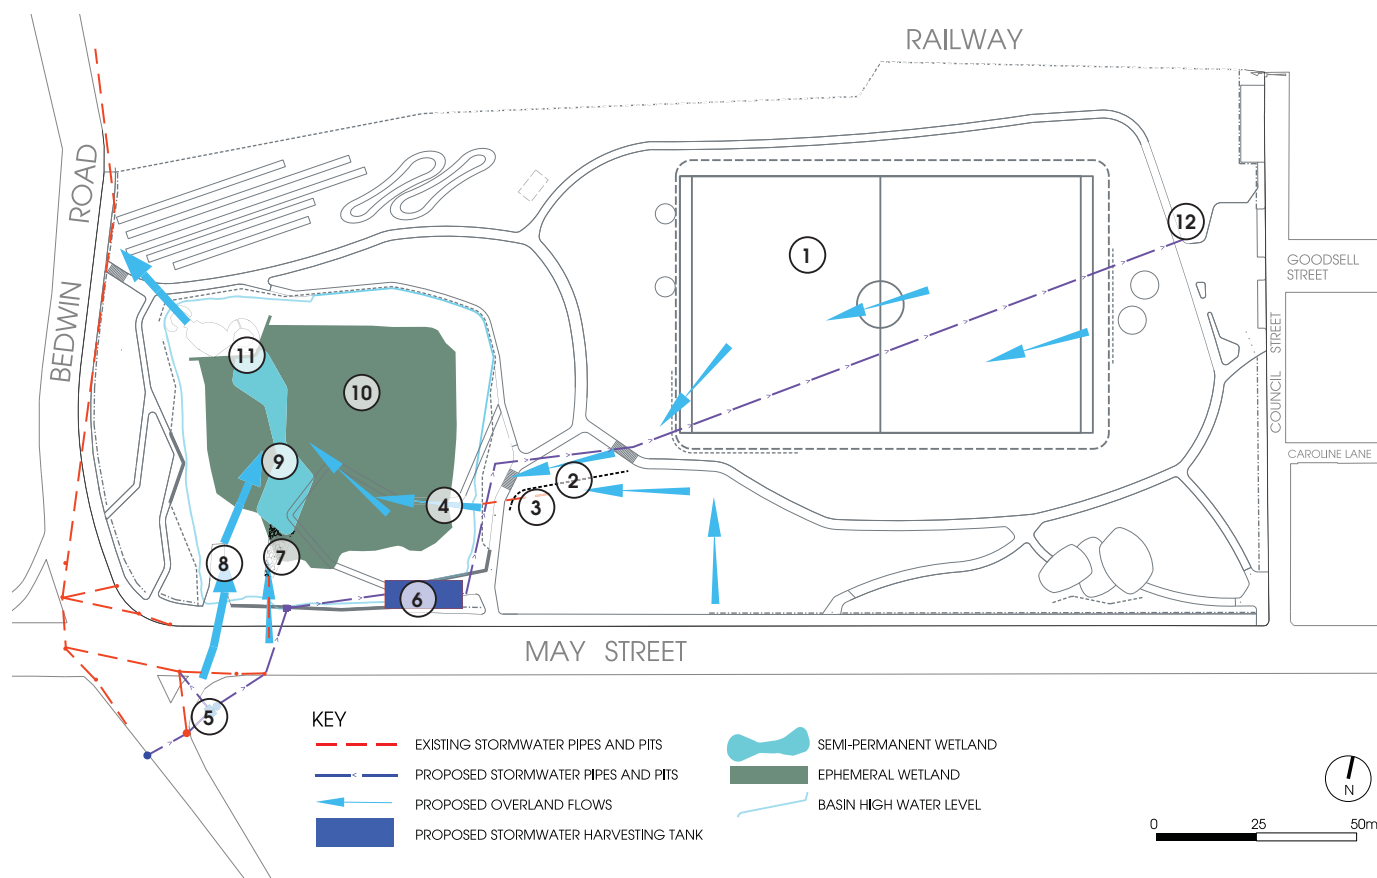 RAILWAY
BEDWIN ROAD
12
1
GOODSELL
STREET
COUNCIL STREET
11
10
CAROLINE LANE
9
2
4
3
7
8
6
MAY STREET
5
KEY
EXISTING STORMWATER PIPES AND PITS
PROPOSED STORMWATER PIPES AND PITS
PROPOSED OVERLAND FLOWS
PROPOSED STORMWATER HARVESTING TANK
SEMI-PERMANENT WETLAND
EPHEMERAL WETLAND
BASIN HIGH WATER LEVEL
N
0 25 50m